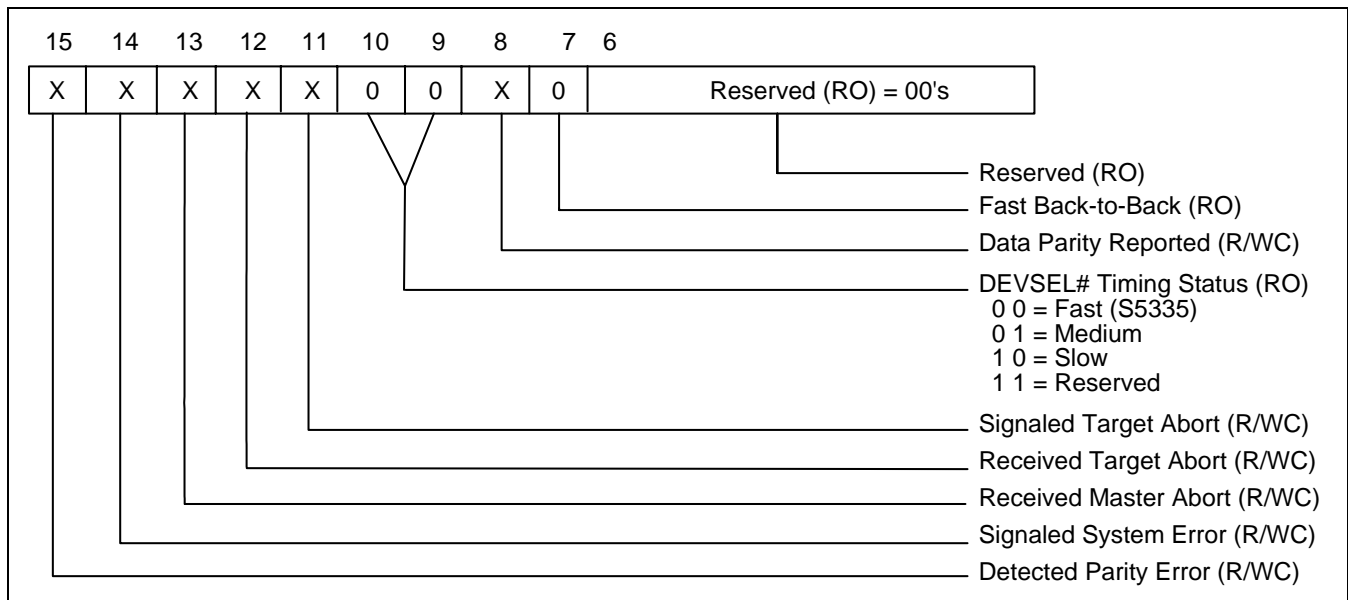 15 14 13 12 11 10 9 8 7 6
X X X X X 0 0 X 0 Reserved (RO) = 00's
Reserved (RO)
Fast Back-to-Back (RO)
Data Parity Reported (R/WC)
DEVSEL# Timing Status (RO)
0 0 = Fast (S5335)
0 1 = Medium
1 0 = Slow
1 1 = Reserved
Signaled Target Abort (R/WC)
Received Target Abort (R/WC)
Received Master Abort (R/WC)
Signaled System Error (R/WC)
Detected Parity Error (R/WC)